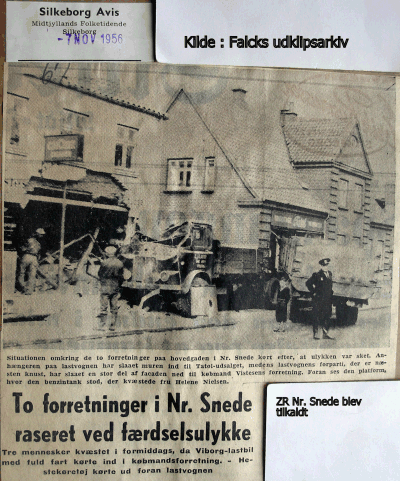 Silkeborg Avis
Midtjyllands Folketidende
Silkeborg
- 7 NOV 1956
Kilde : Falcks udklipsarkiv
Situationen omkring de to forretninger paa hovedgaden i Nr. Snede kort efter, at ulykken var sket. An-
hængeren paa lastvognen har slaaet muren ind til Tatol-udsalget, medens lastvognens forparti, der er næ-
sten knust, har slaaet en stor del af facaden ned til købmand Vistesens forretning. Foran ses den platform,
hvor den benzintank stod, der kvæstede fru Helene Nielsen.
To forretninger i Nr. Snede
raseret ved færdselsulykke
Tre mennesker kvæstet i formiddags, da Viborg-lastbil
med fuld fart kørte ind i købmandsforretning. - He-
stekøretøj kørte ud foran lastvognen
ZR Nr. Snede blev
tilkaldt